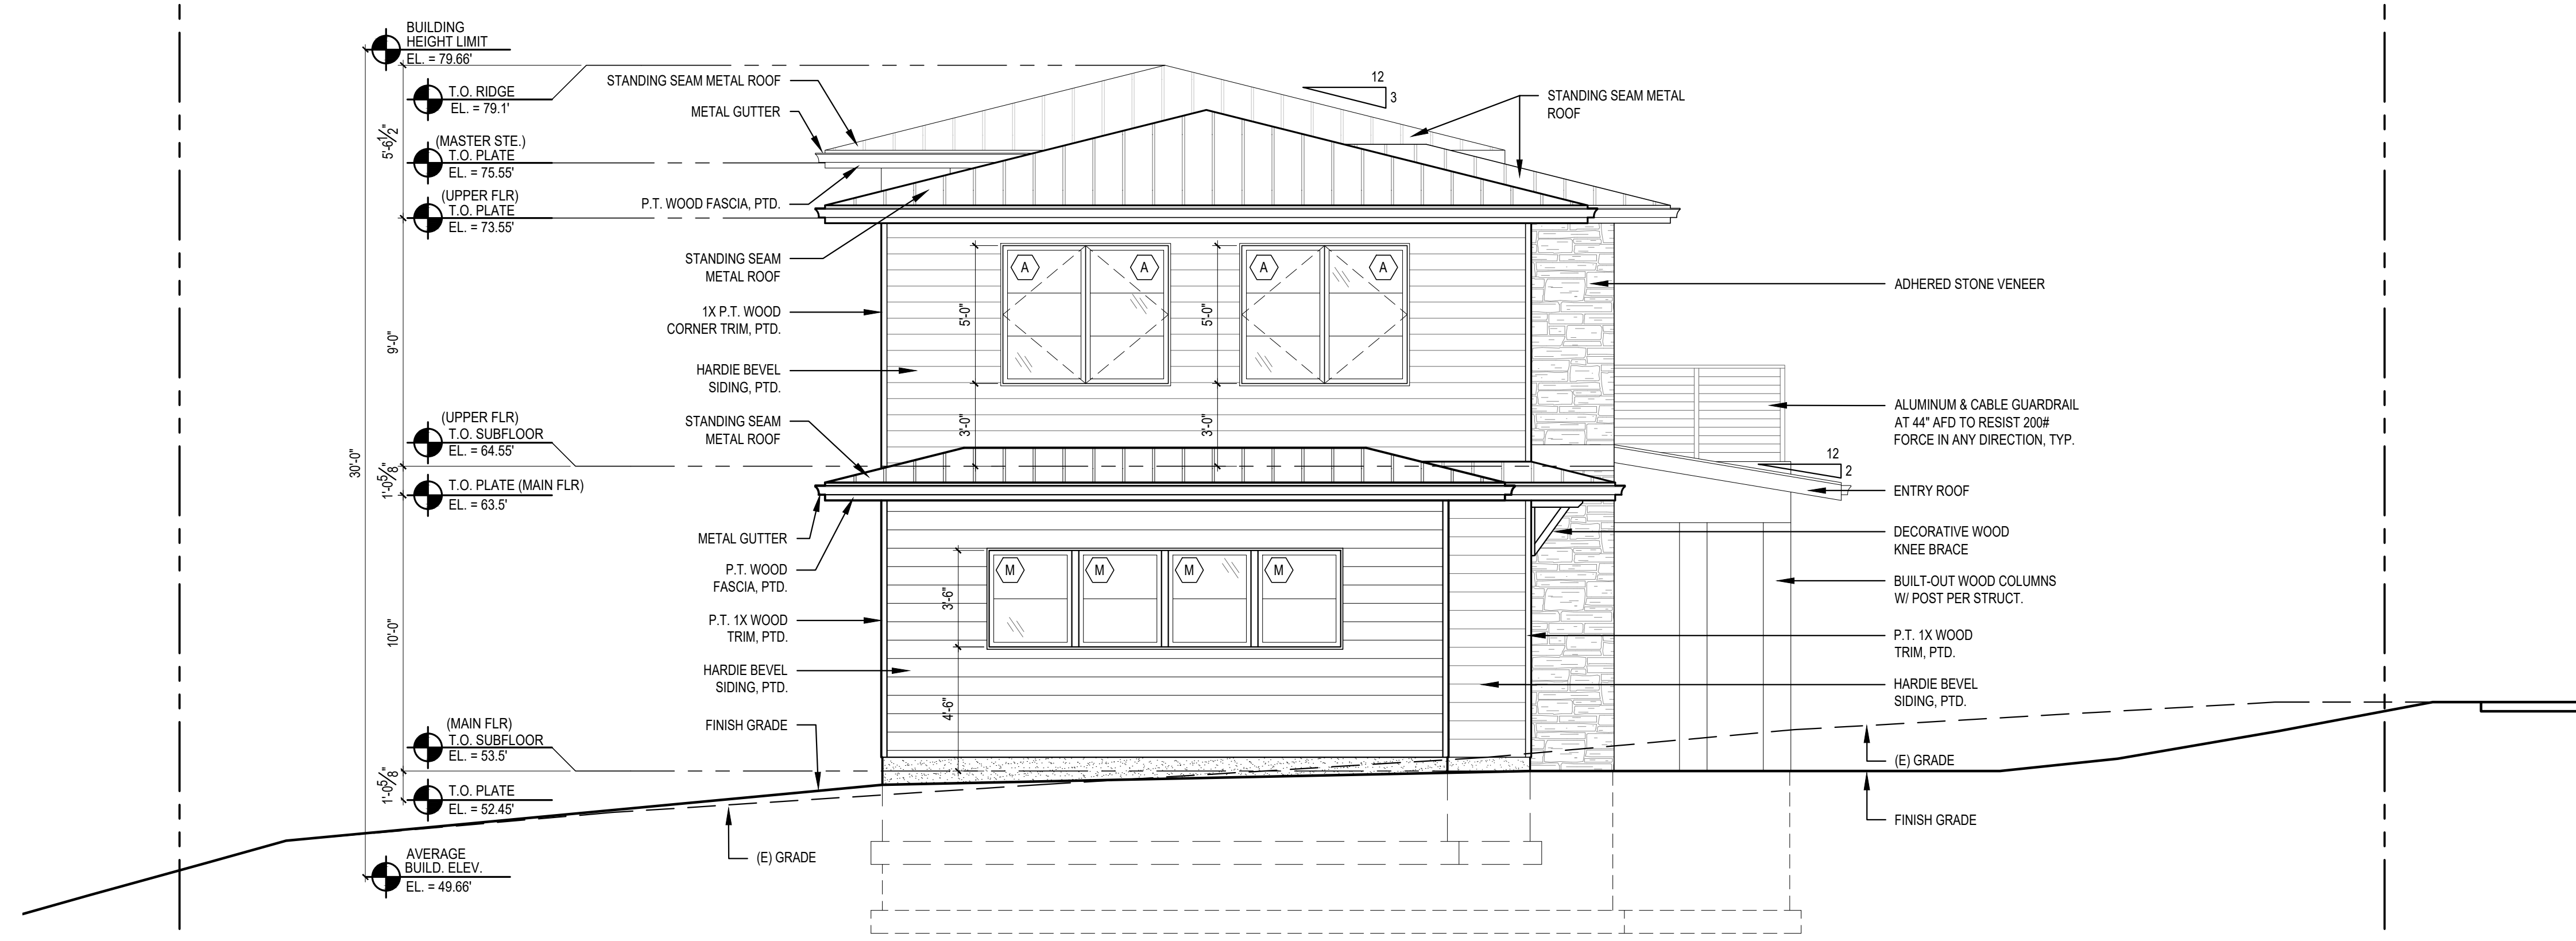 BUILDING
HEIGHT LIMIT
EL. = 79.66'
T.O. RIDGE
EL. = 79.1'
(MASTER STE.)
T.O. PLATE
EL. = 75.55'
(UPPER FLR)
T.O. PLATE
EL. = 73.55'
(UPPER FLR)
T.O. SUBFLOOR
EL. = 64.55'
T.O. PLATE (MAIN FLR)
EL. = 63.5'
(MAIN FLR)
T.O. SUBFLOOR
EL. = 53.5'
T.O. PLATE
EL. = 52.45'
AVERAGE
BUILD. ELEV.
EL. = 49.66'
30'-0"
5'-6 1/2"
9'-0"
1'-0 5/8"
10'-0"
1'-0 5/8"
STANDING SEAM METAL ROOF
METAL GUTTER
P.T. WOOD FASCIA, PTD.
STANDING SEAM
METAL ROOF
1X P.T. WOOD
CORNER TRIM, PTD.
HARDIE BEVEL
SIDING, PTD.
STANDING SEAM
METAL ROOF
METAL GUTTER
P.T. WOOD
FASCIA, PTD.
P.T. 1X WOOD
TRIM, PTD.
HARDIE BEVEL
SIDING, PTD.
FINISH GRADE
(E) GRADE
12
3
A
A
A
A
5'-0"
5'-0"
3'-0"
3'-0"
M
M
M
M
3'-6"
4'-6"
STANDING SEAM METAL
ROOF
ADHERED STONE VENEER
ALUMINUM & CABLE GUARDRAIL
AT 44" AFD TO RESIST 200#
FORCE IN ANY DIRECTION, TYP.
12
2
ENTRY ROOF
DECORATIVE WOOD
KNEE BRACE
BUILT-OUT WOOD COLUMNS
W/ POST PER STRUCT.
P.T. 1X WOOD
TRIM, PTD.
HARDIE BEVEL
SIDING, PTD.
(E) GRADE
FINISH GRADE